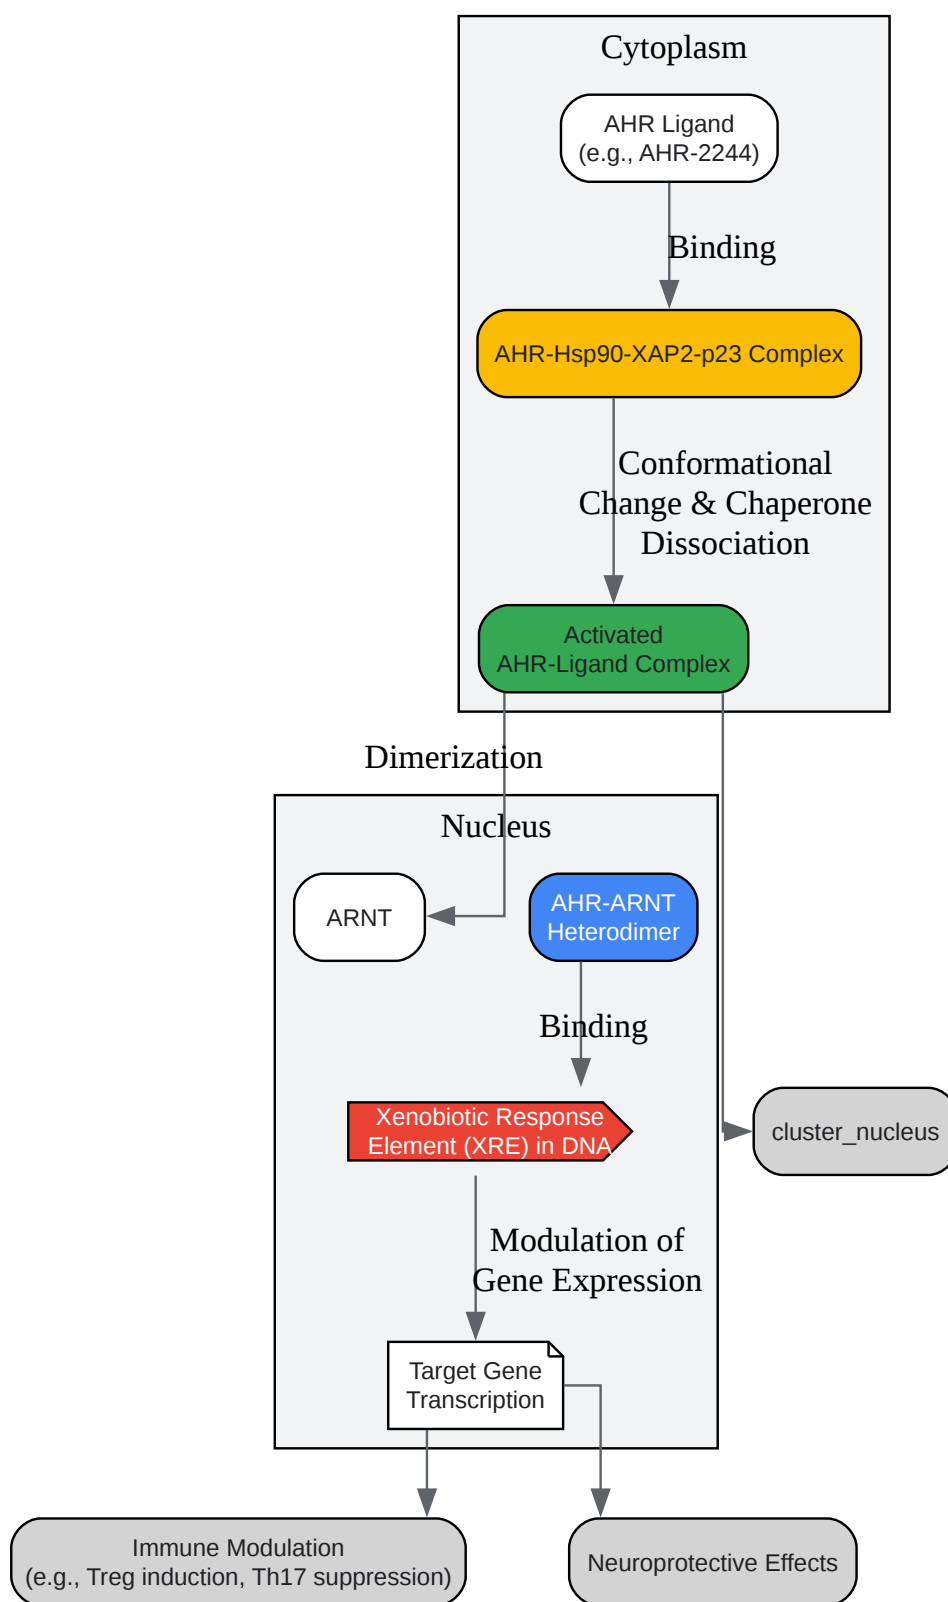 Cytoplasm
AHR Ligand
(e.g., AHR-2244)
Binding
AHR-Hsp90-XAP2-p23 Complex
Conformational
Change & Chaperone
Dissociation
Activated
AHR-Ligand Complex
Dimerization
Nucleus
ARNT
AHR-ARNT
Heterodimer
Binding
Xenobiotic Response
Element (XRE) in DNA
cluster_nucleus
Modulation of
Gene Expression
Target Gene
Transcription
Immune Modulation
(e.g., Treg induction, Th17 suppression)
Neuroprotective Effects